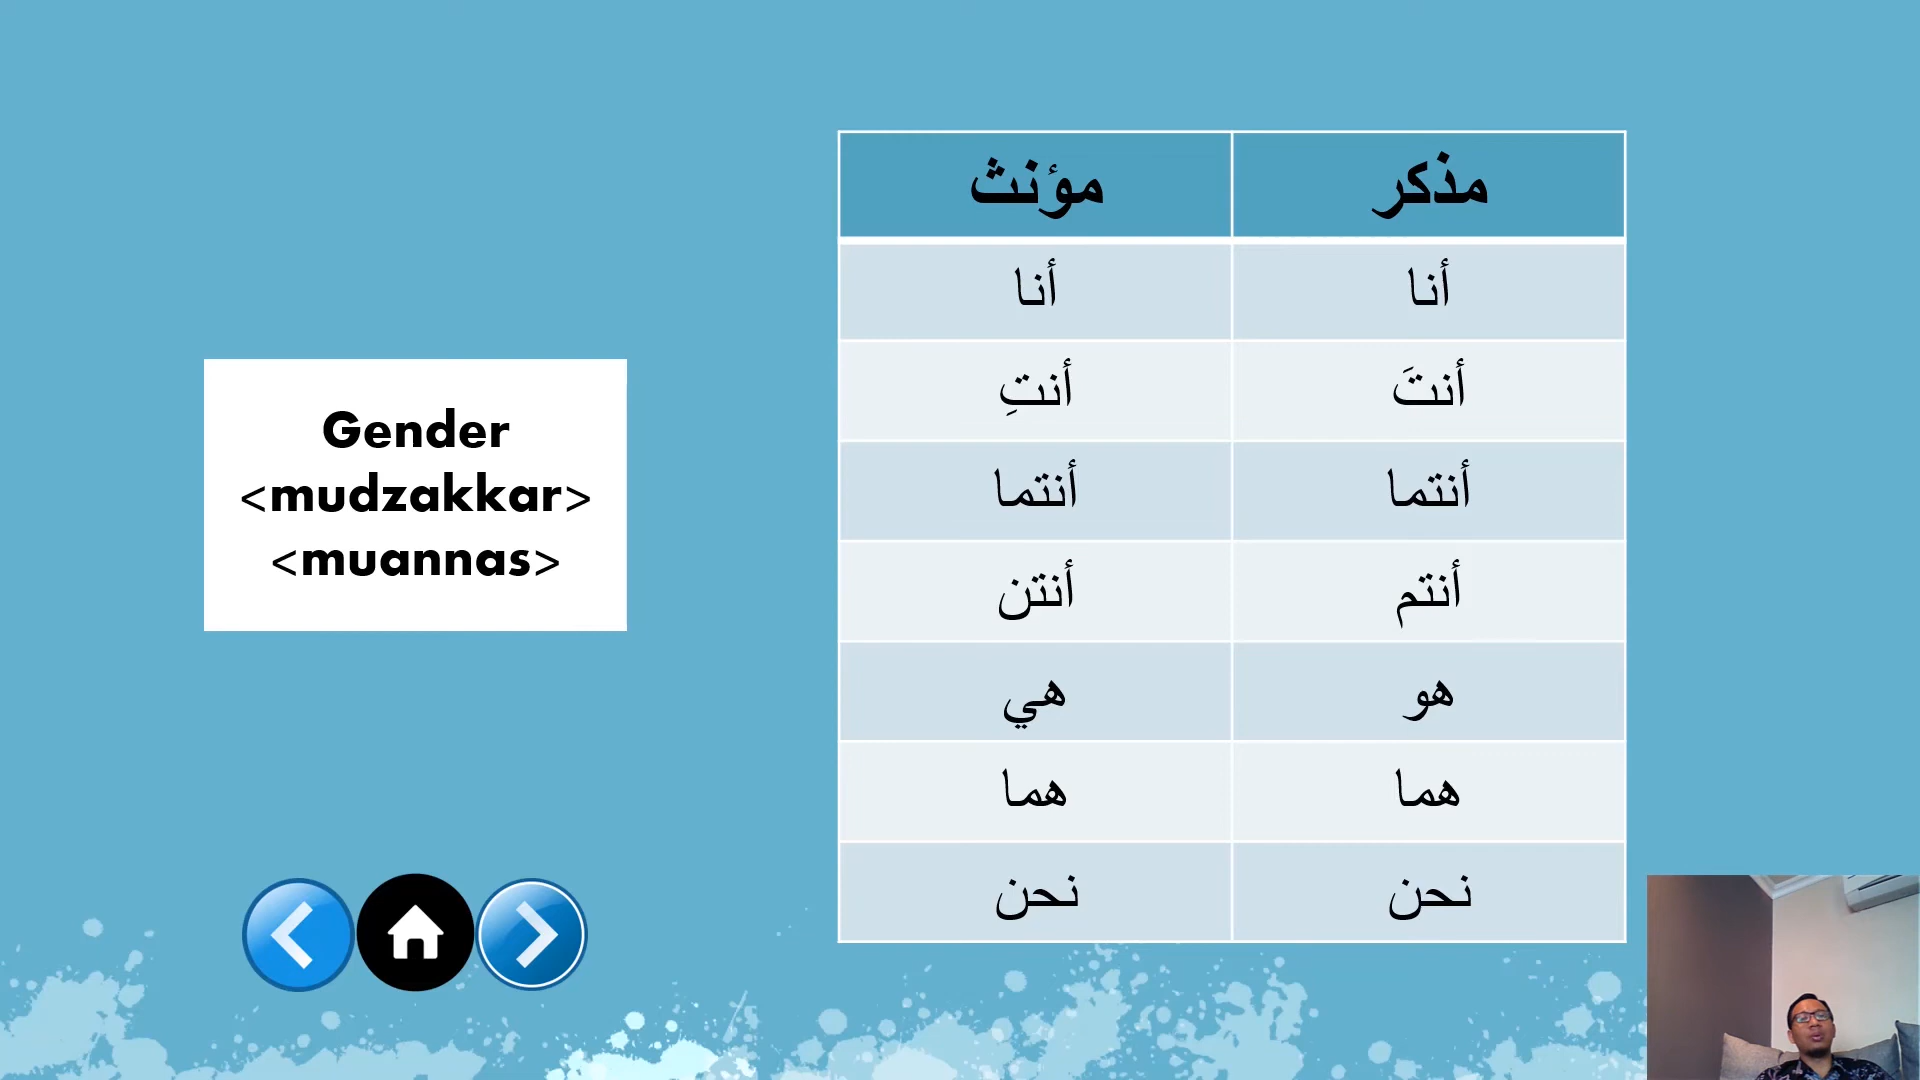 Gender
<mudzakkar>
<muannas>
مذكر مؤنث
أنا أنا
أنتَ أنتِ
أنتما أنتما
أنتم أنتن
هو هي
هما هما
نحن نحن